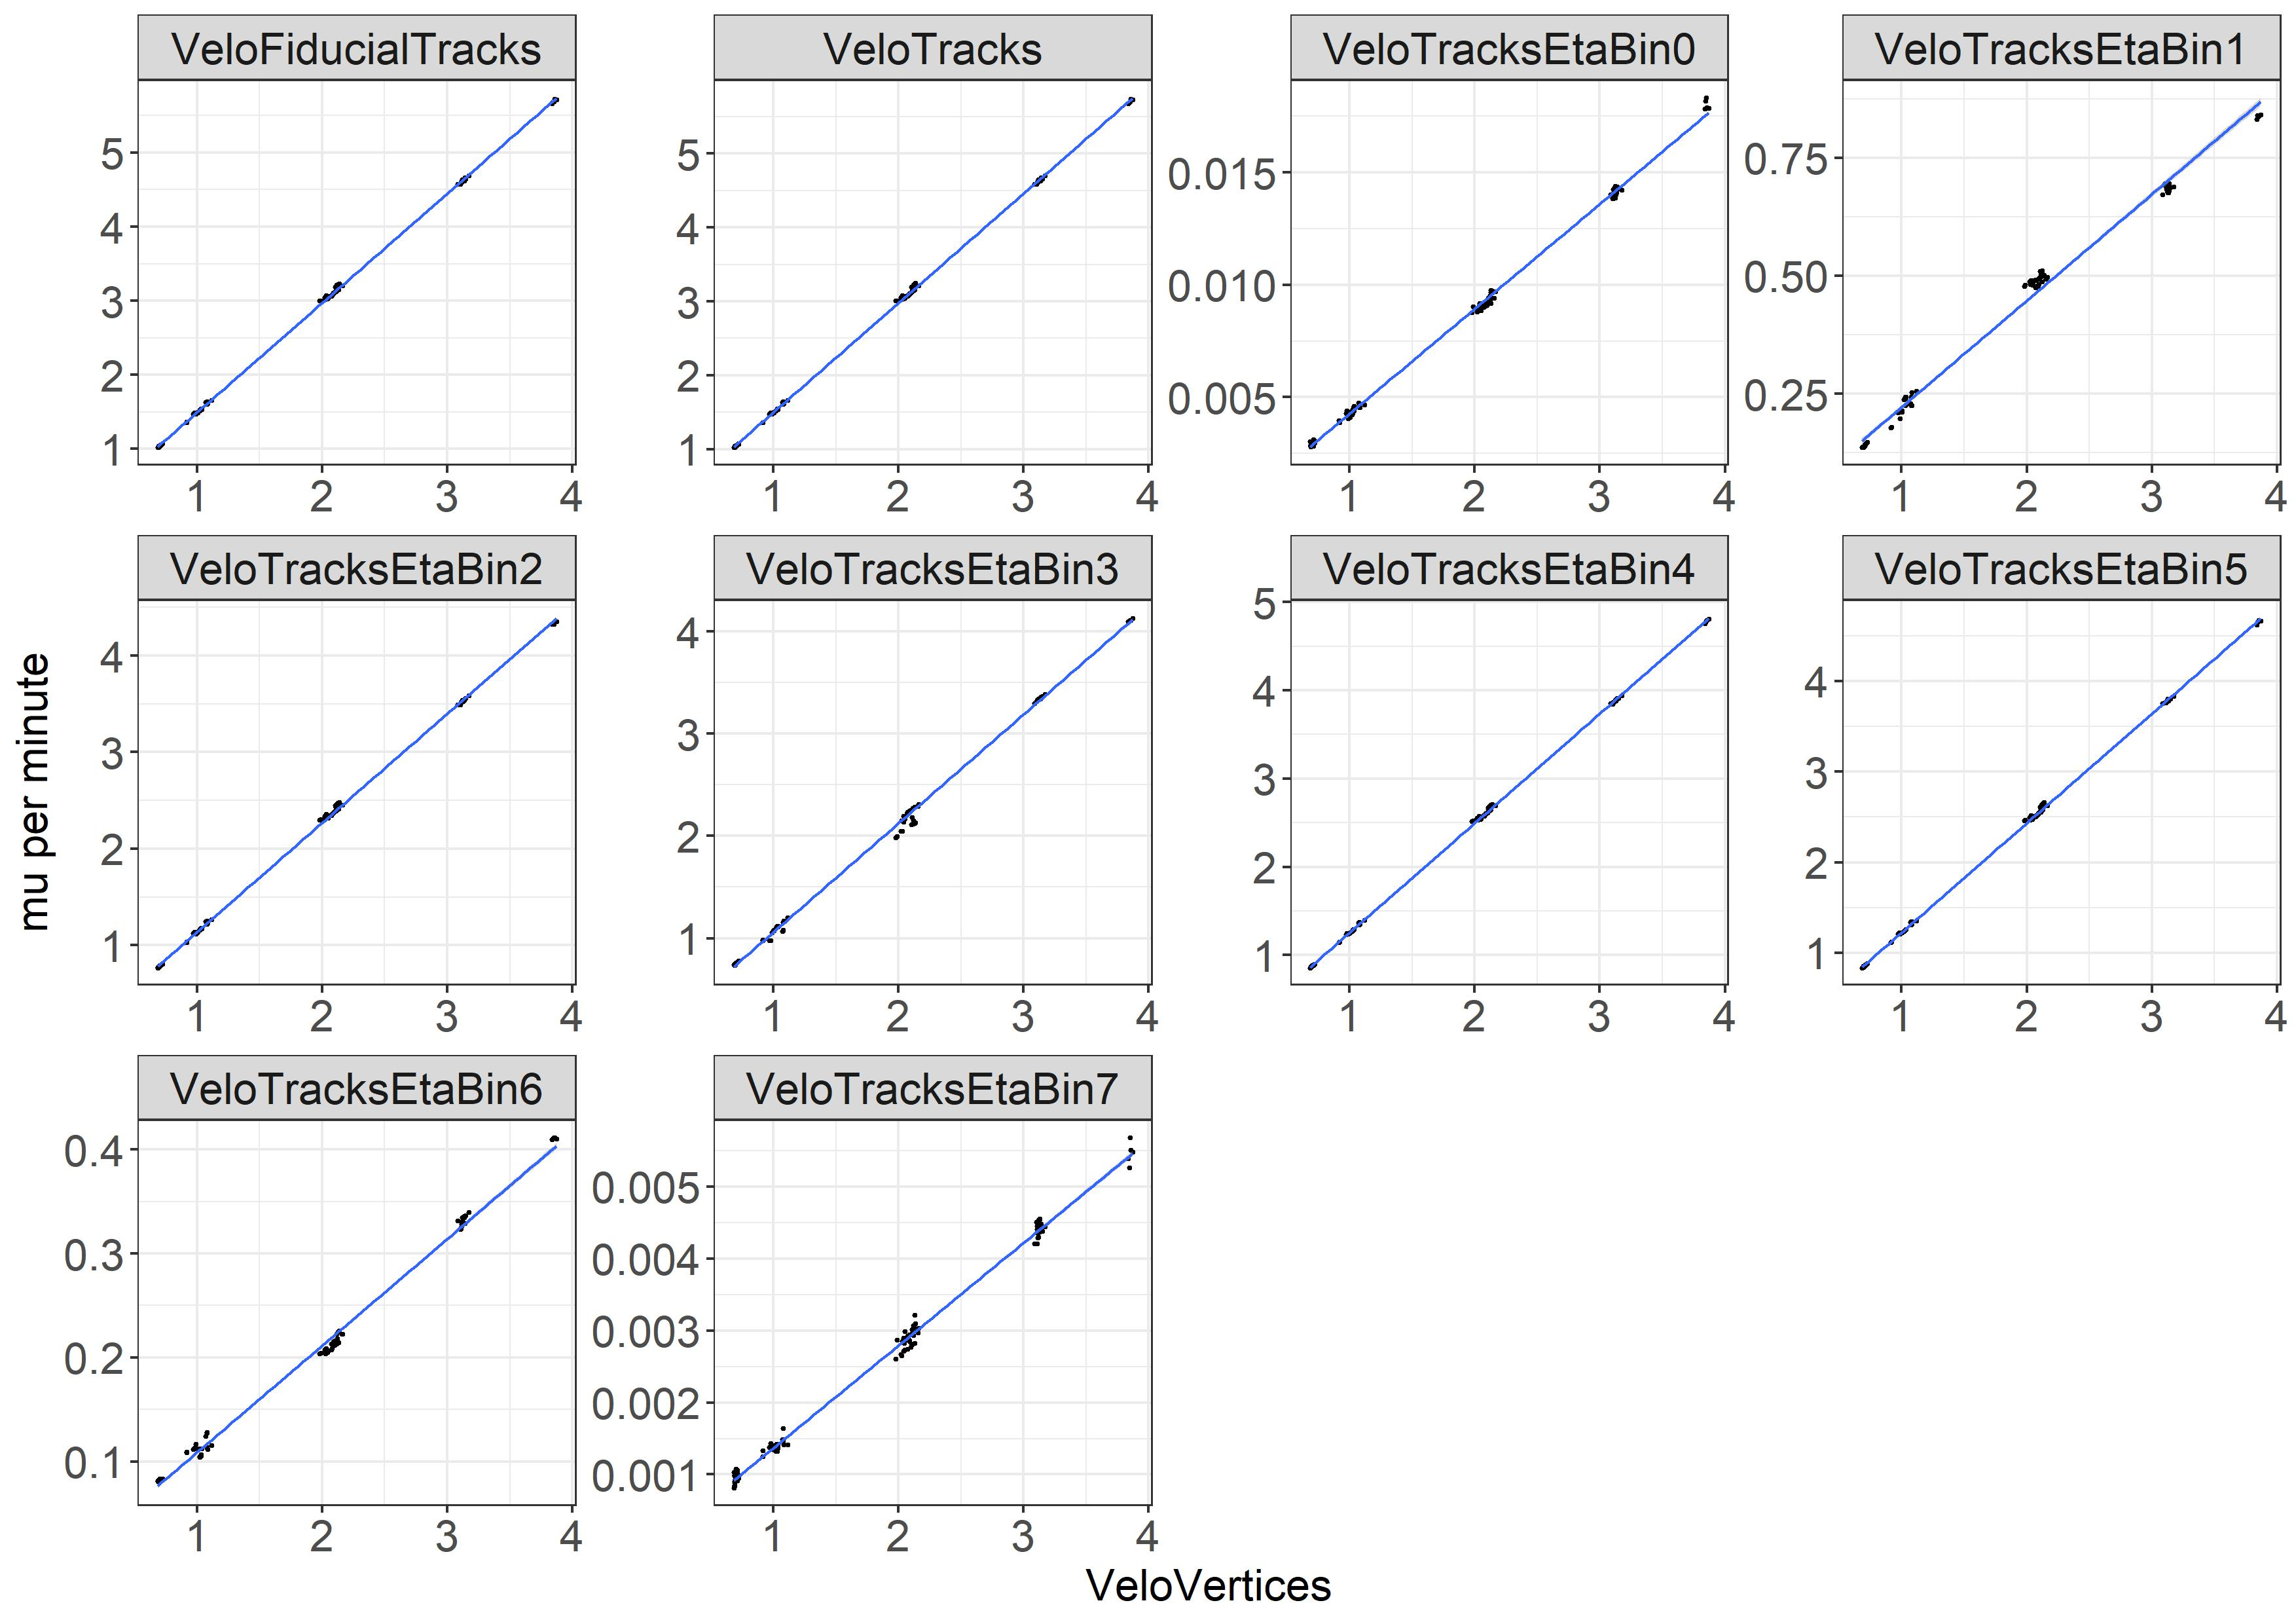 VeloFiducialTracks
5
4
3
2
1
1 2 3 4
VeloTracks
5
4
3
2
1
1 2 3 4
VeloTracksEtaBin0
0.015
0.010
0.005
1 2 3 4
VeloTracksEtaBin1
0.75
0.50
0.25
1 2 3 4
mu per minute
VeloTracksEtaBin2
4
3
2
1
1 2 3 4
VeloTracksEtaBin3
4
3
2
1
1 2 3 4
VeloTracksEtaBin4
5
4
3
2
1
1 2 3 4
VeloTracksEtaBin5
4
3
2
1
1 2 3 4
VeloTracksEtaBin6
0.4
0.3
0.2
0.1
1 2 3 4
VeloTracksEtaBin7
0.005
0.004
0.003
0.002
0.001
1 2 3 4
VeloVertices